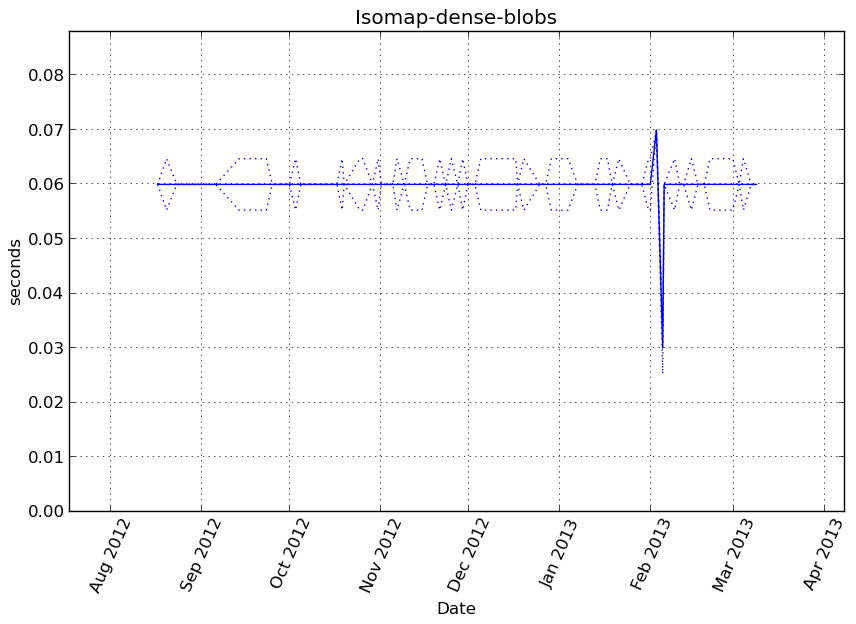 Isomap-dense-blobs
0.08
0.07
0.06
0.05
0.04
0.03
0.02
0.01
0.00
seconds
Aug 2012
Sep 2012
Oct 2012
Nov 2012
Dec 2012
Jan 2013
Feb 2013
Mar 2013
Apr 2013
Date